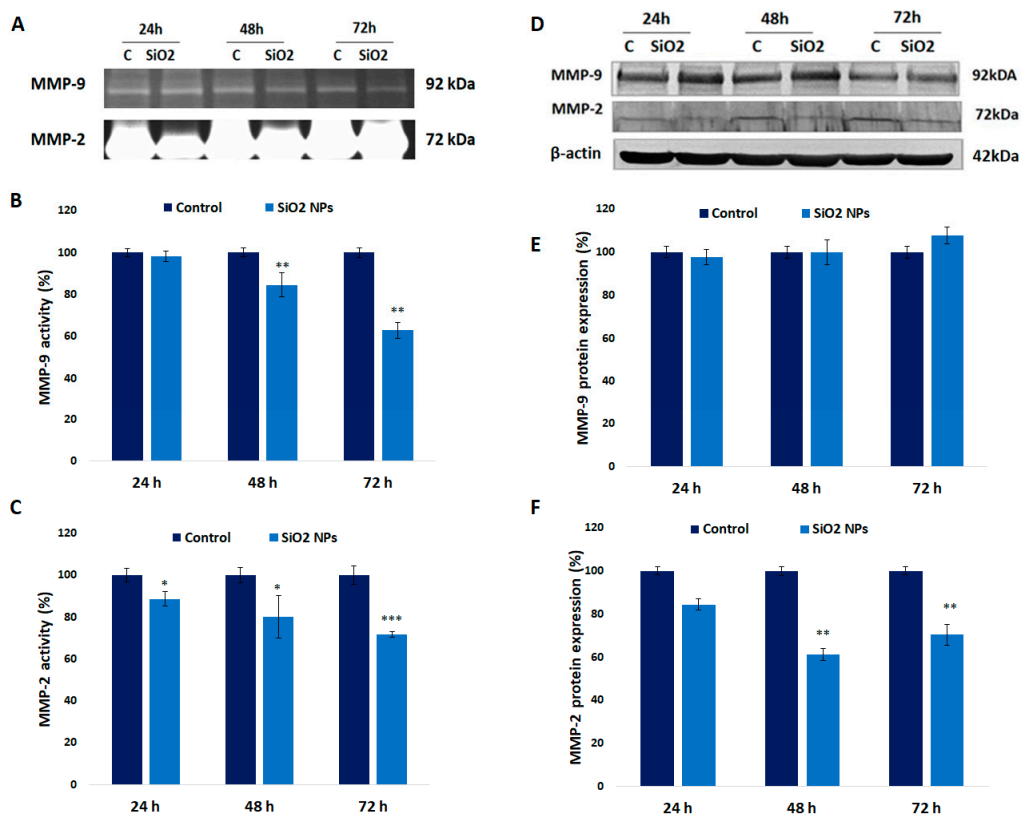 A
24h 48h 72h
C SiO2 C SiO2 C SiO2
MMP-9 92 kDa
MMP-2 72 kDa
B
Control SiO2 NPs
MMP-9 activity (%)
120
100
80
60
40
20
0
** **
24 h 48 h 72 h
C
Control SiO2 NPs
MMP-2 activity (%)
120
100
80
60
40
20
0
* * ***
24 h 48 h 72 h
D
24h 48h 72h
C SiO2 C SiO2 C SiO2
MMP-9 92kDA
MMP-2 72kDa
β-actin 42kDa
E
Control SiO2 NPs
MMP-9 protein expression (%)
120
100
80
60
40
20
0
24 h 48 h 72 h
F
Control SiO2 NPs
MMP-2 protein expression (%)
120
100
80
60
40
20
0
** **
24 h 48 h 72 h